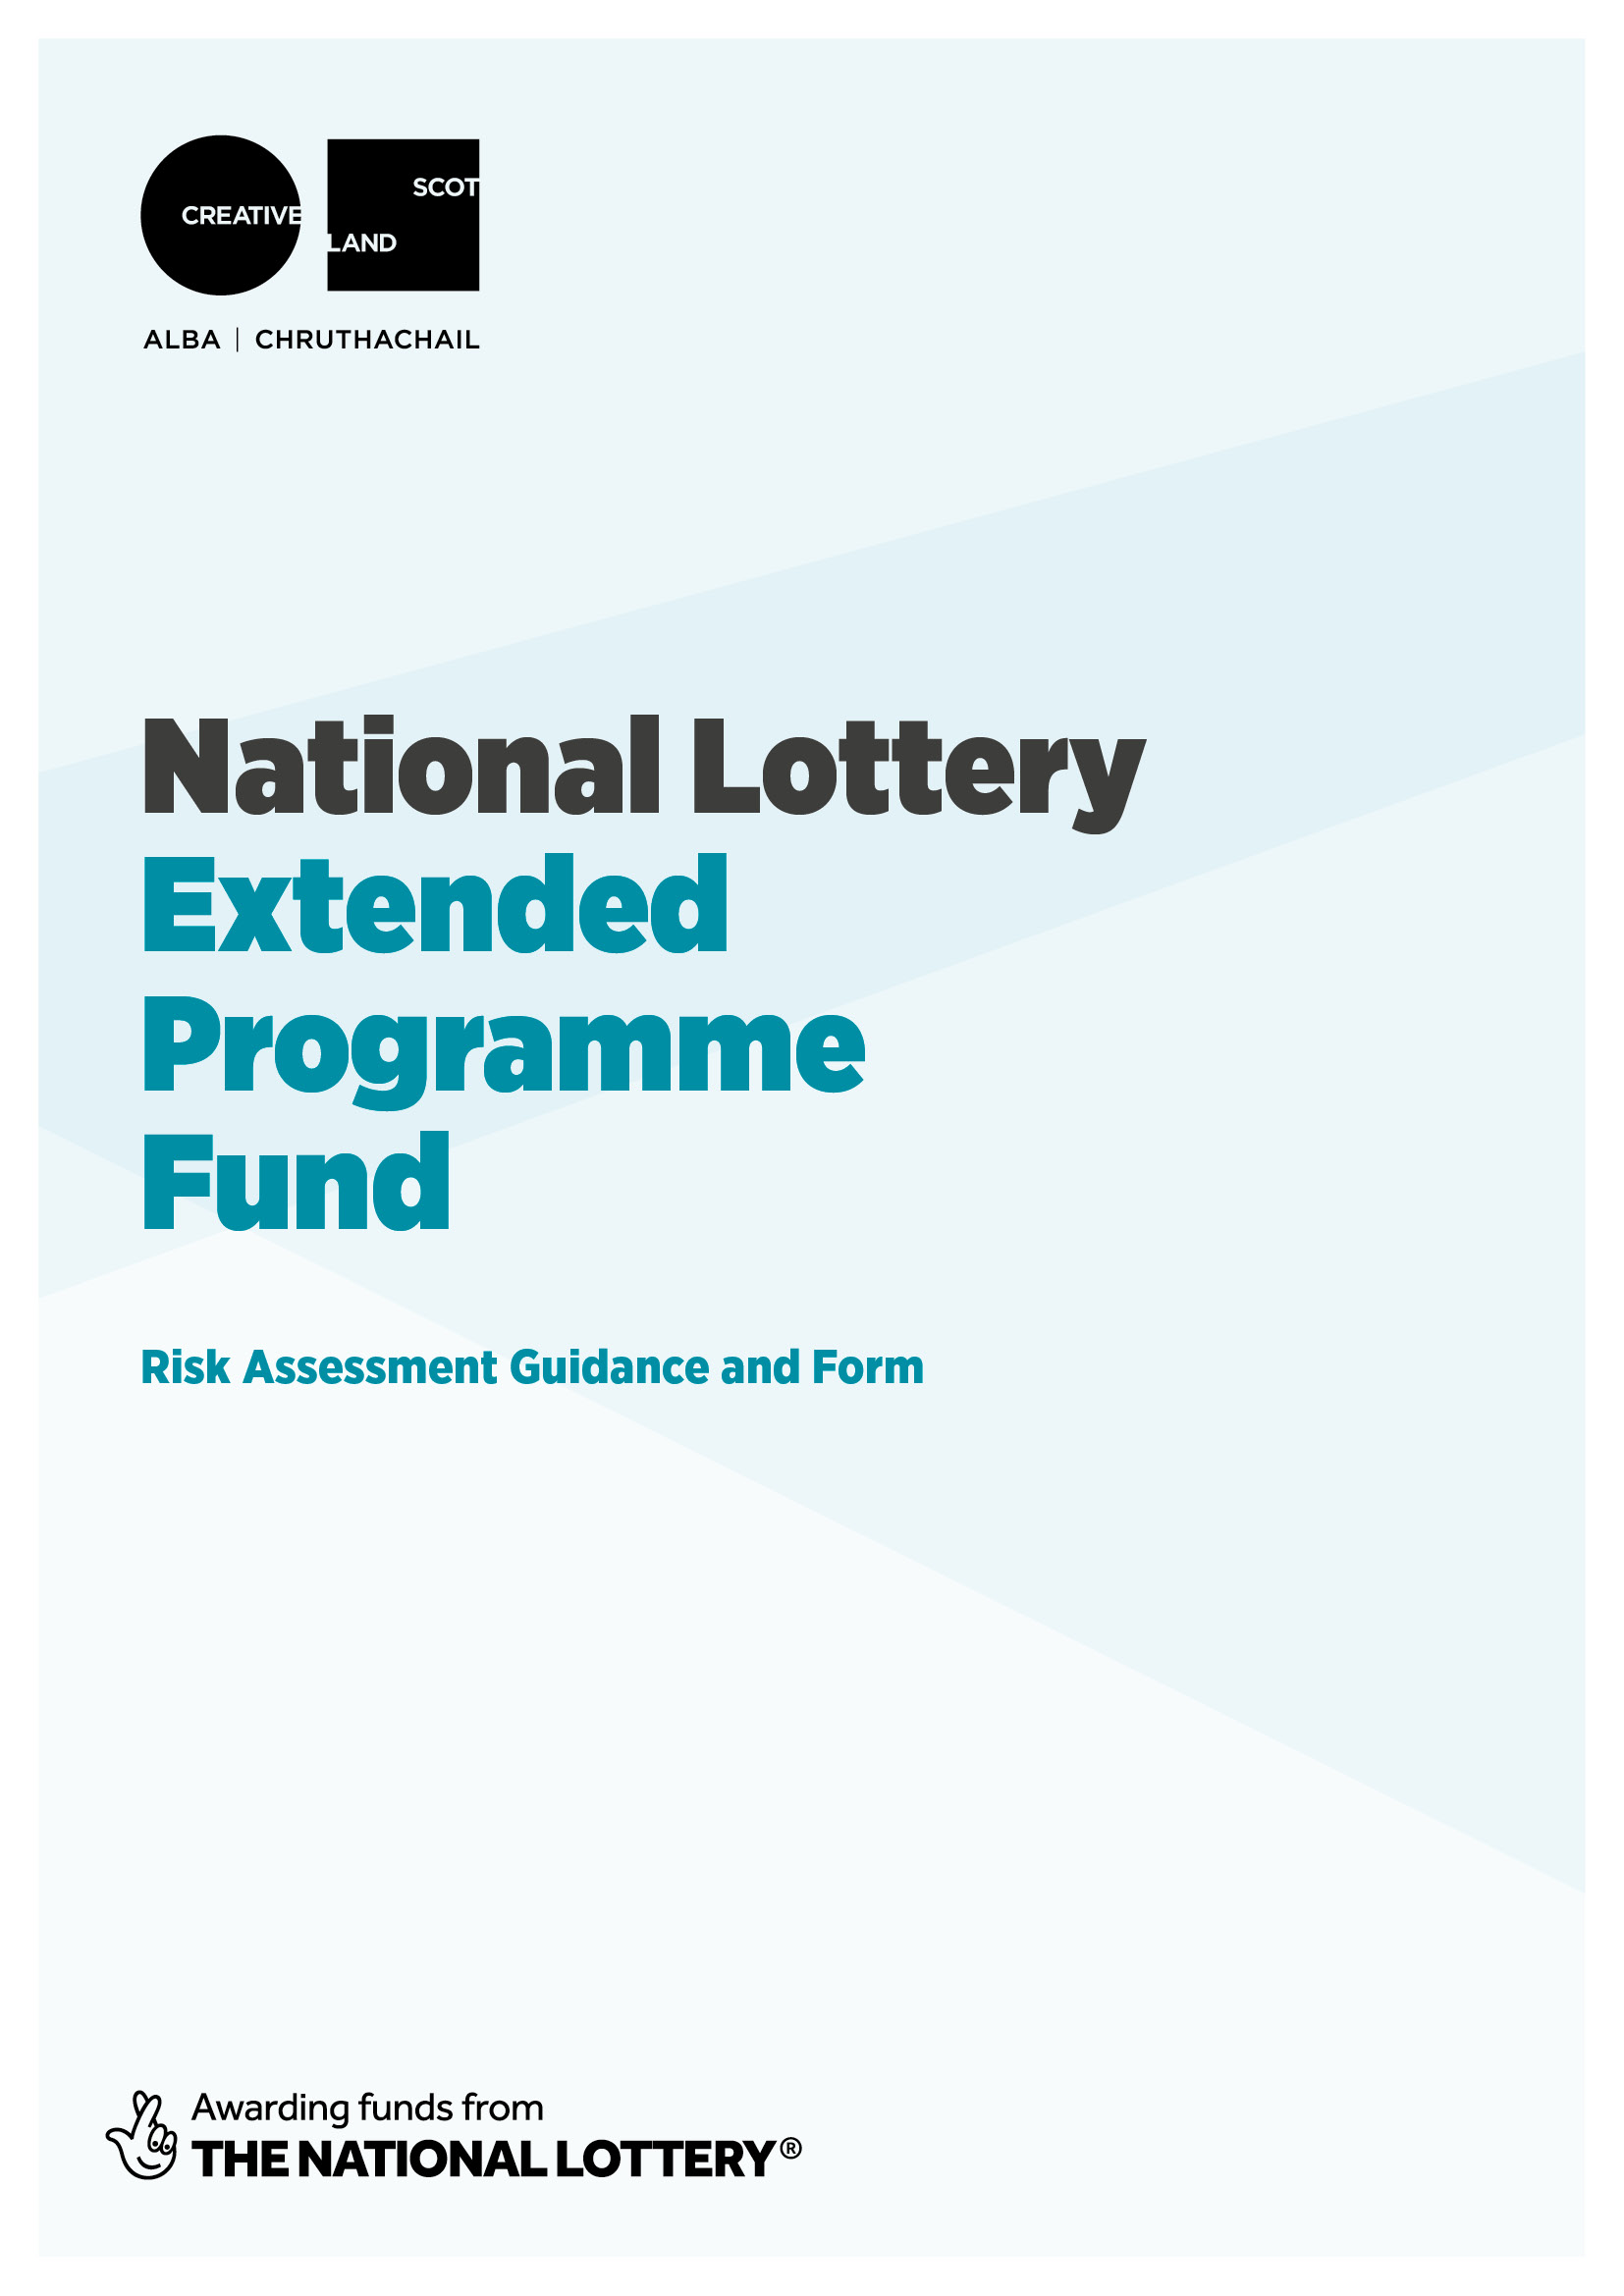 CREATIVE
SCOT
LAND
ALBA | CHRUTHACHAIL
National Lottery
Extended
Programme
Fund
Risk Assessment Guidance and Form
Awarding funds from
THE NATIONAL LOTTERY®